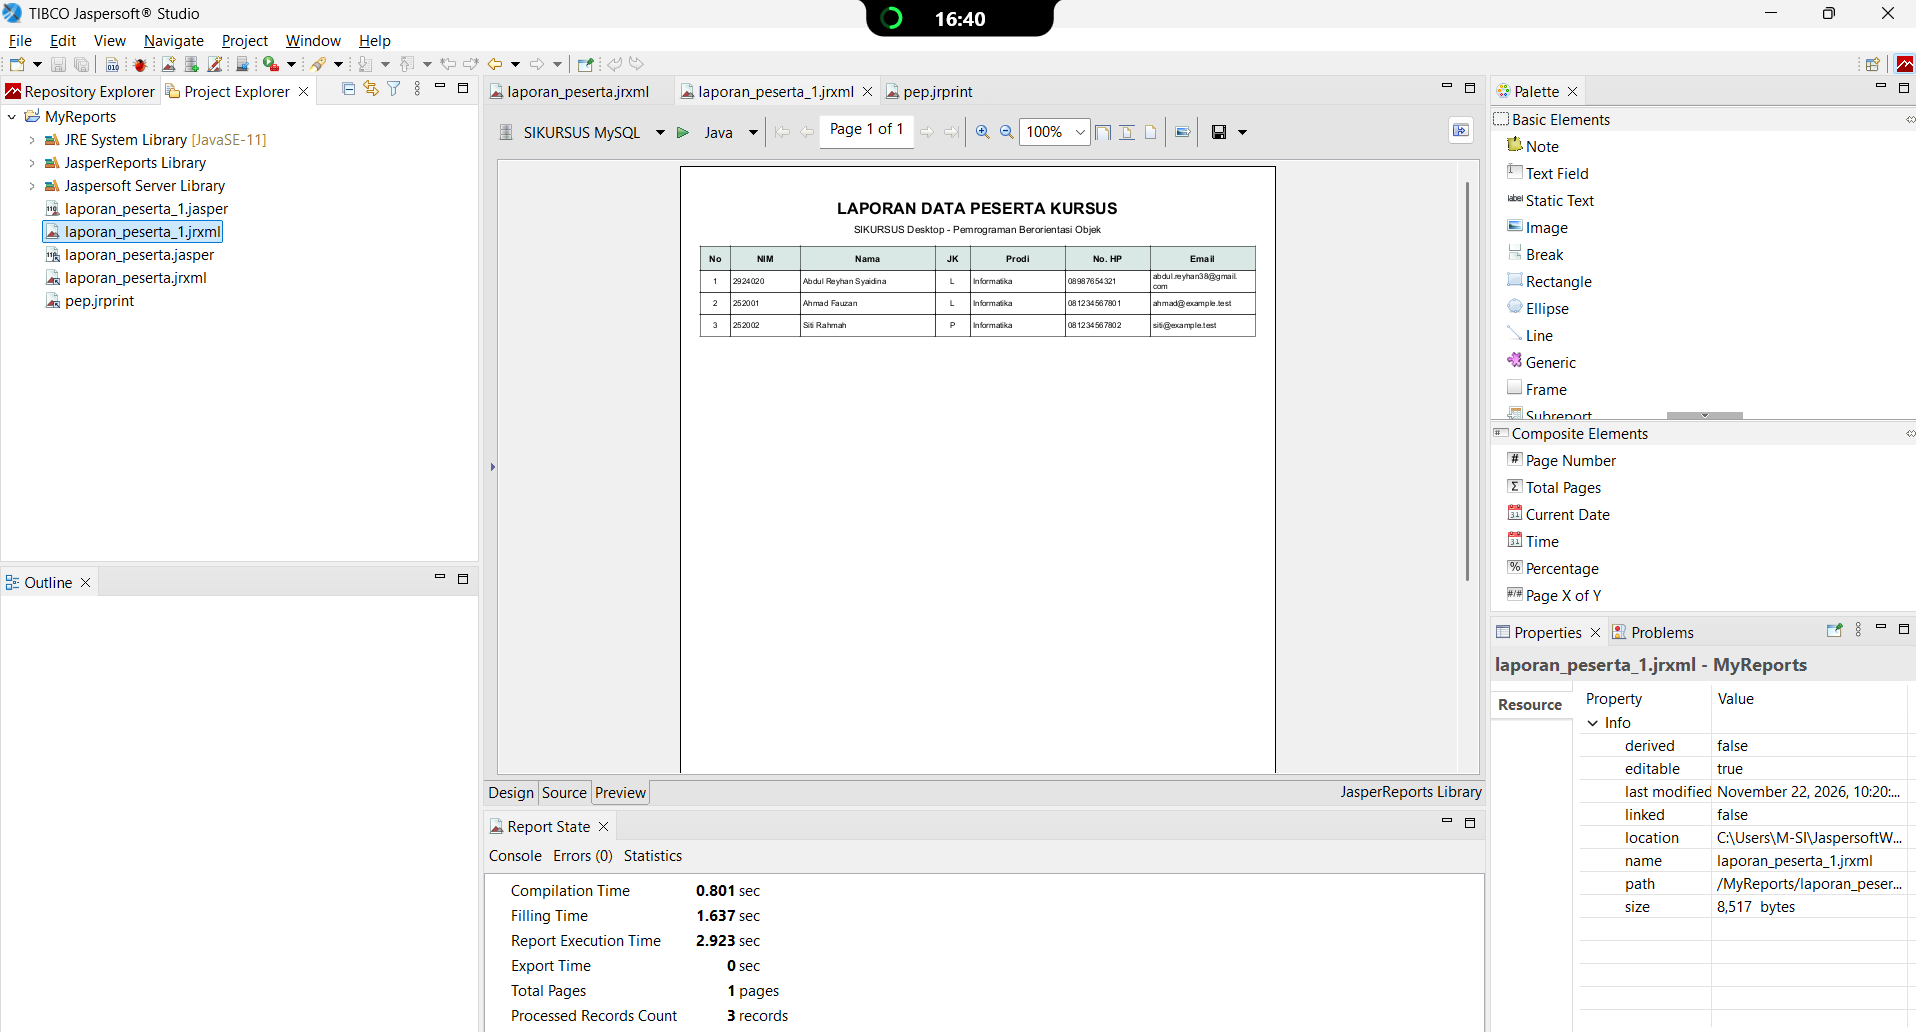 TIBCO Jaspersoft® Studio
16:40
File Edit View Navigate Project Window Help
Repository Explorer
Project Explorer
MyReports
JRE System Library [JavaSE-11]
JasperReports Library
Jaspersoft Server Library
laporan_peserta_1.jasper
laporan_peserta_1.jrxml
laporan_peserta.jasper
laporan_peserta.jrxml
pep.jrprint
Outline
laporan_peserta.jrxml
laporan_peserta_1.jrxml
pep.jrprint
SIKURSUS MySQL
Java
Page 1 of 1
100%
LAPORAN DATA PESERTA KURSUS
SIKURSUS Desktop - Pemrograman Berorientasi Objek
No NIM Nama JK Prodi No. HP Email
1 2924020 Abdul Reyhan Syaidina L Informatika 08987654321 abdul.reyhan38@gmail.
com
2 252001 Ahmad Fauzan L Informatika 081234567801 ahmad@example.test
3 252002 Siti Rahmah P Informatika 081234567802 siti@example.test
Design Source Preview
JasperReports Library
Report State
Console Errors (0) Statistics
Compilation Time 0.801 sec
Filling Time 1.637 sec
Report Execution Time 2.923 sec
Export Time 0 sec
Total Pages 1 pages
Processed Records Count 3 records
Palette
Basic Elements
Note
Text Field
label Static Text
Image
Break
Rectangle
Ellipse
Line
Generic
Frame
Subreport
Composite Elements
# Page Number
Σ Total Pages
31 Current Date
31 Time
% Percentage
#/# Page X of Y
Properties
Problems
laporan_peserta_1.jrxml - MyReports
Resource
Property Value
Info
derived false
editable true
last modified November 22, 2026, 10:20:...
linked false
location C:\Users\M-SI\JaspersoftW...
name laporan_peserta_1.jrxml
path /MyReports/laporan_peser...
size 8,517 bytes